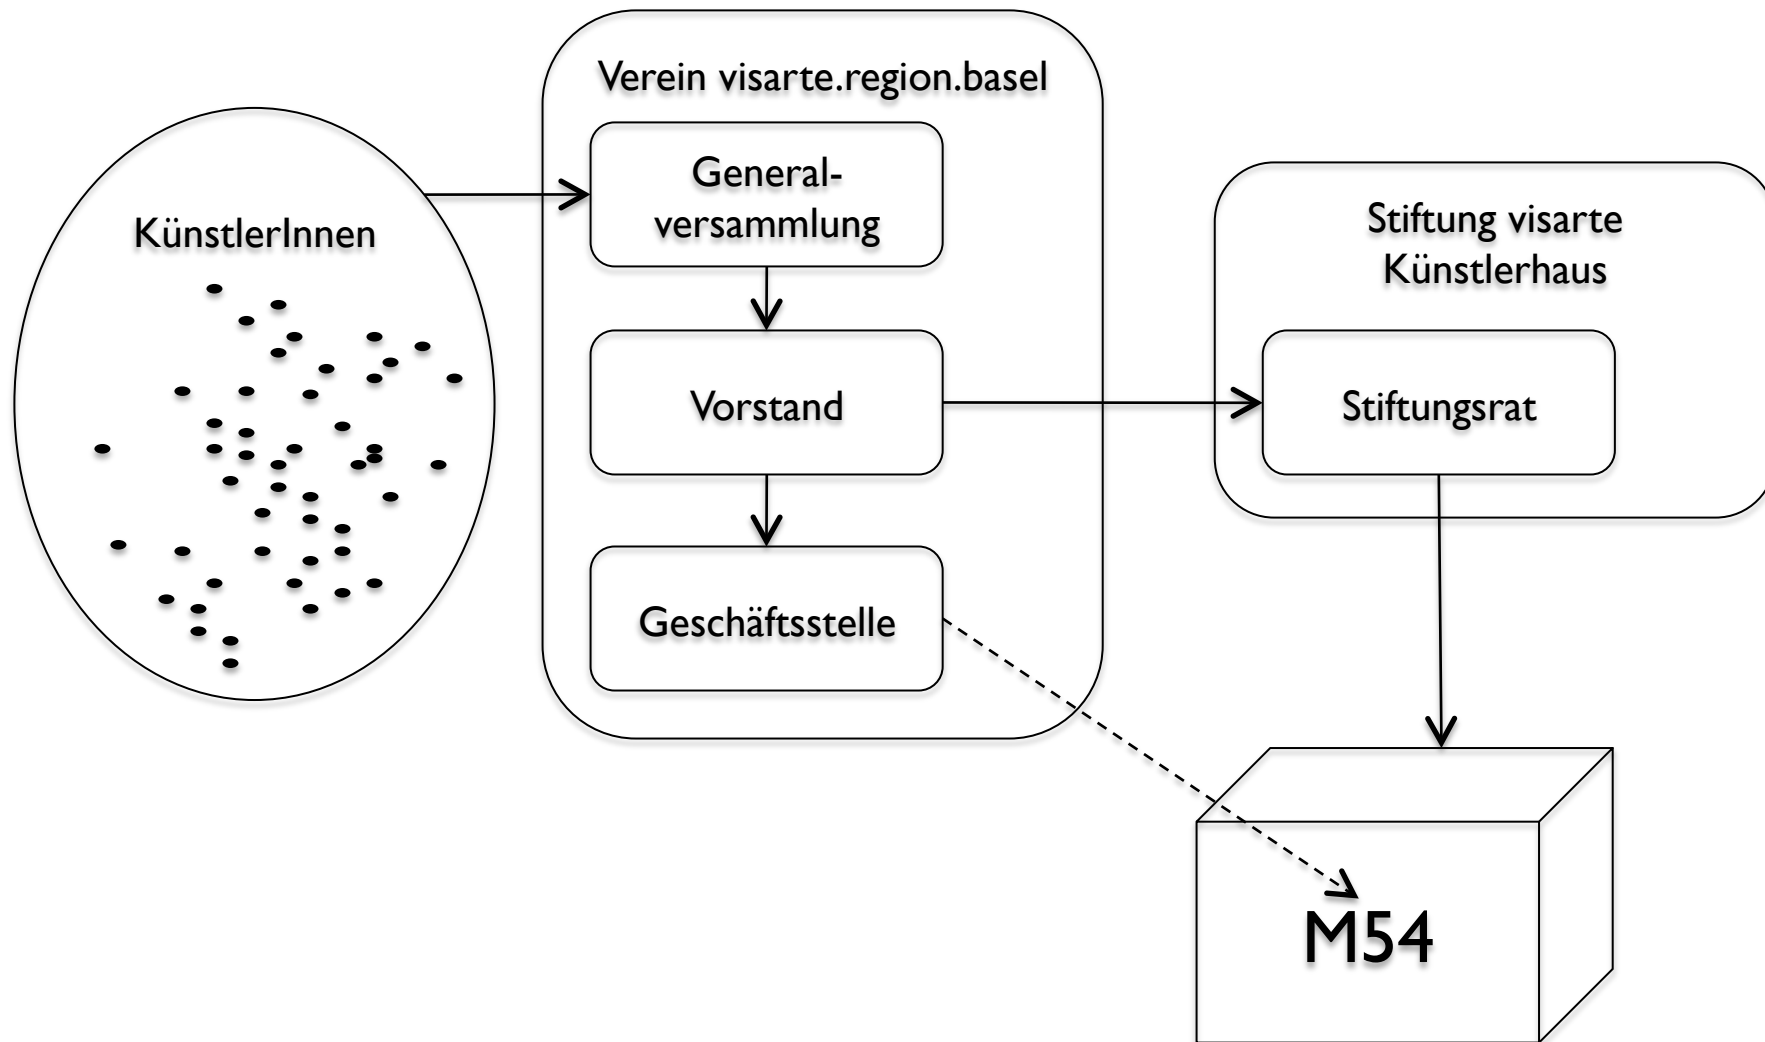 KünstlerInnen
Verein visarte.region.basel
General-
versammlung
Vorstand
Geschäftsstelle
Stiftung visarte
Künstlerhaus
Stiftungsrat
M54